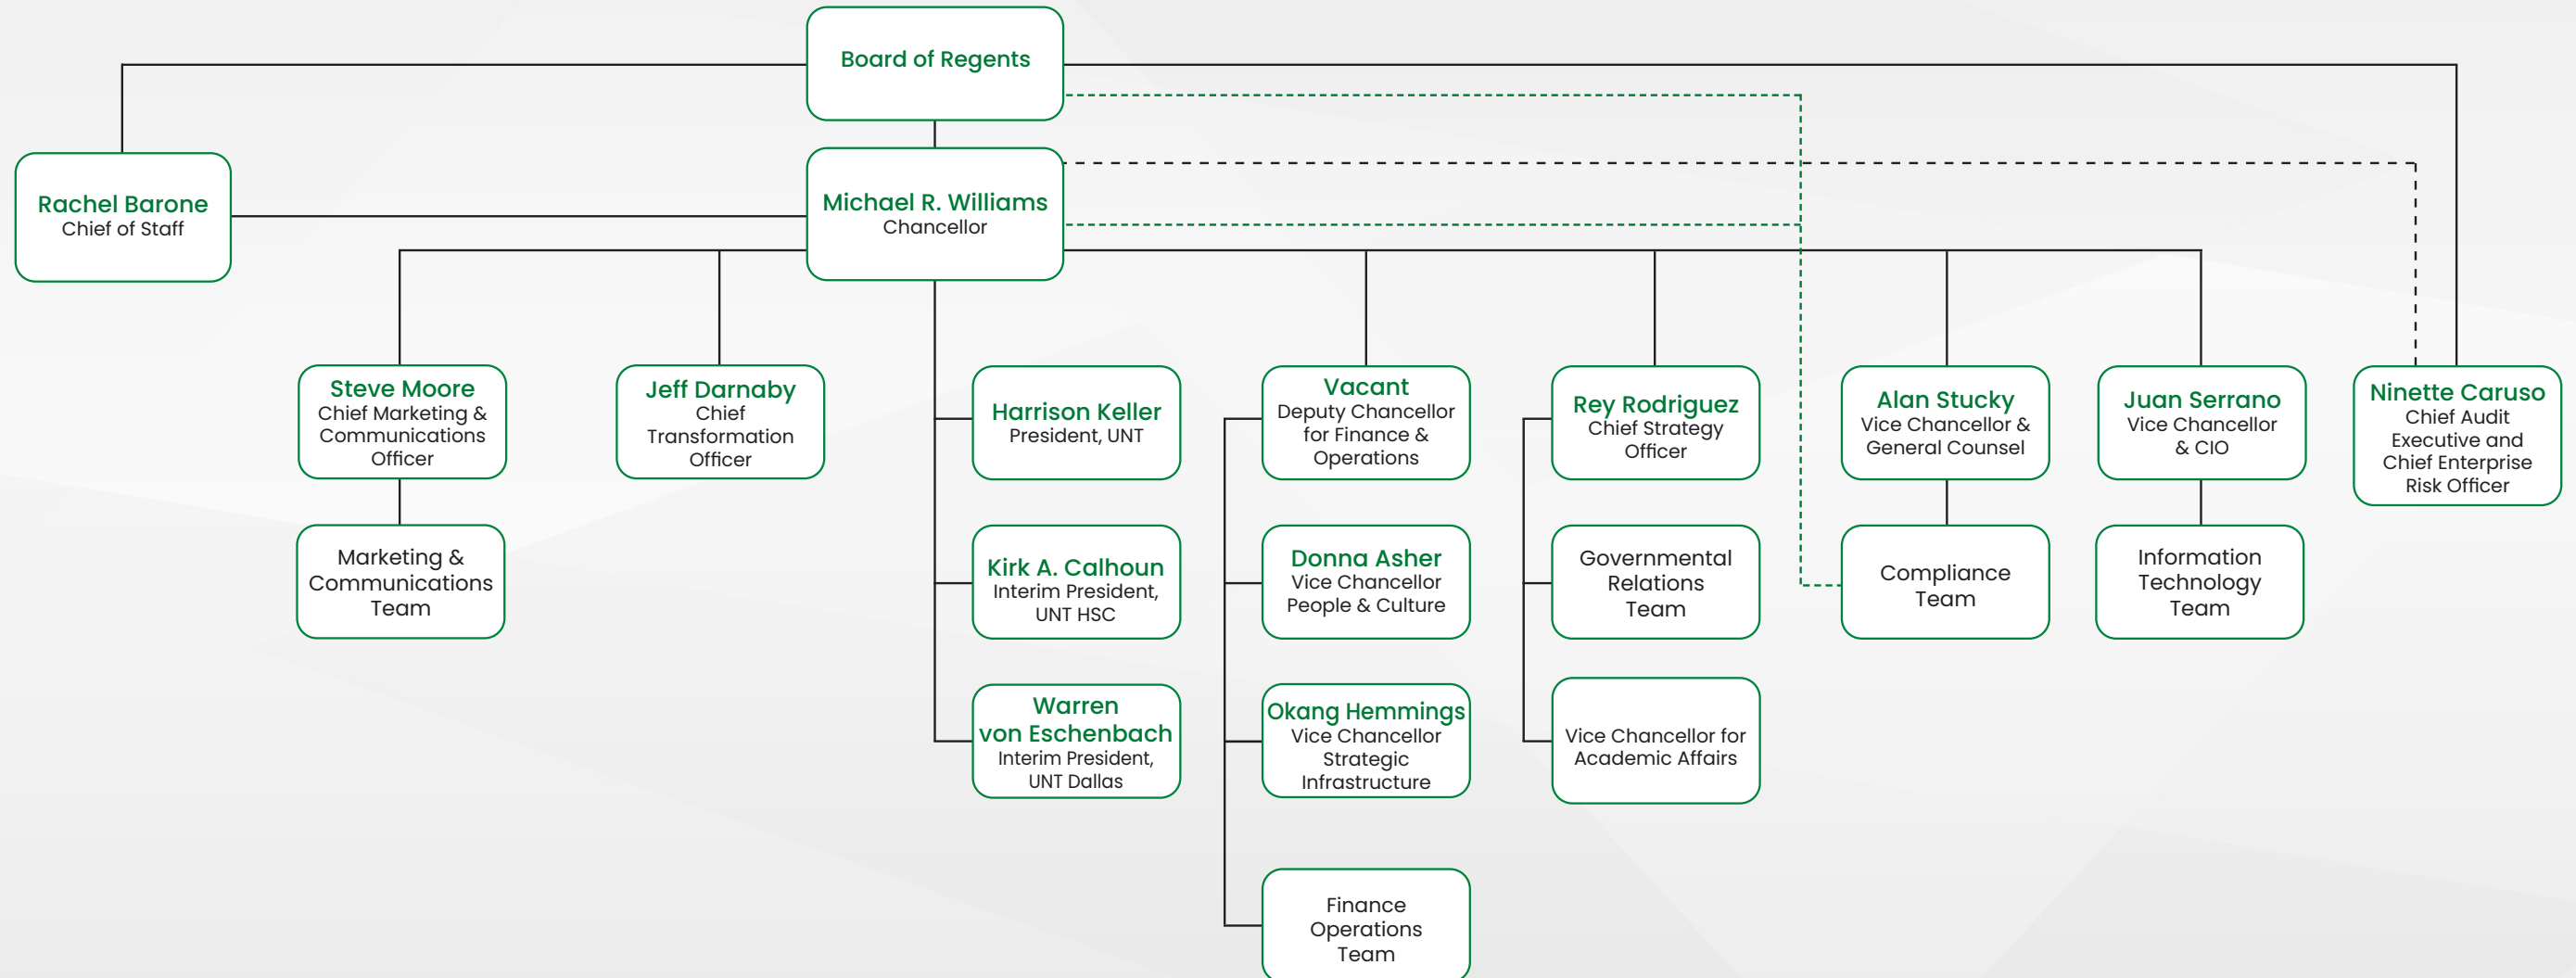 Board of Regents
Rachel Barone
Chief of Staff
Michael R. Williams
Chancellor
Steve Moore
Chief Marketing &
Communications
Officer
Jeff Darnaby
Chief
Transformation
Officer
Harrison Keller
President, UNT
Vacant
Deputy Chancellor
for Finance &
Operations
Rey Rodriguez
Chief Strategy
Officer
Alan Stucky
Vice Chancellor &
General Counsel
Juan Serrano
Vice Chancellor
& CIO
Ninette Caruso
Chief Audit
Executive and
Chief Enterprise
Risk Officer
Marketing &
Communications
Team
Kirk A. Calhoun
Interim President,
UNT HSC
Donna Asher
Vice Chancellor
People & Culture
Governmental
Relations
Team
Compliance
Team
Information
Technology
Team
Warren
von Eschenbach
Interim President,
UNT Dallas
Okang Hemmings
Vice Chancellor
Strategic
Infrastructure
Vice Chancellor for
Academic Affairs
Finance
Operations
Team